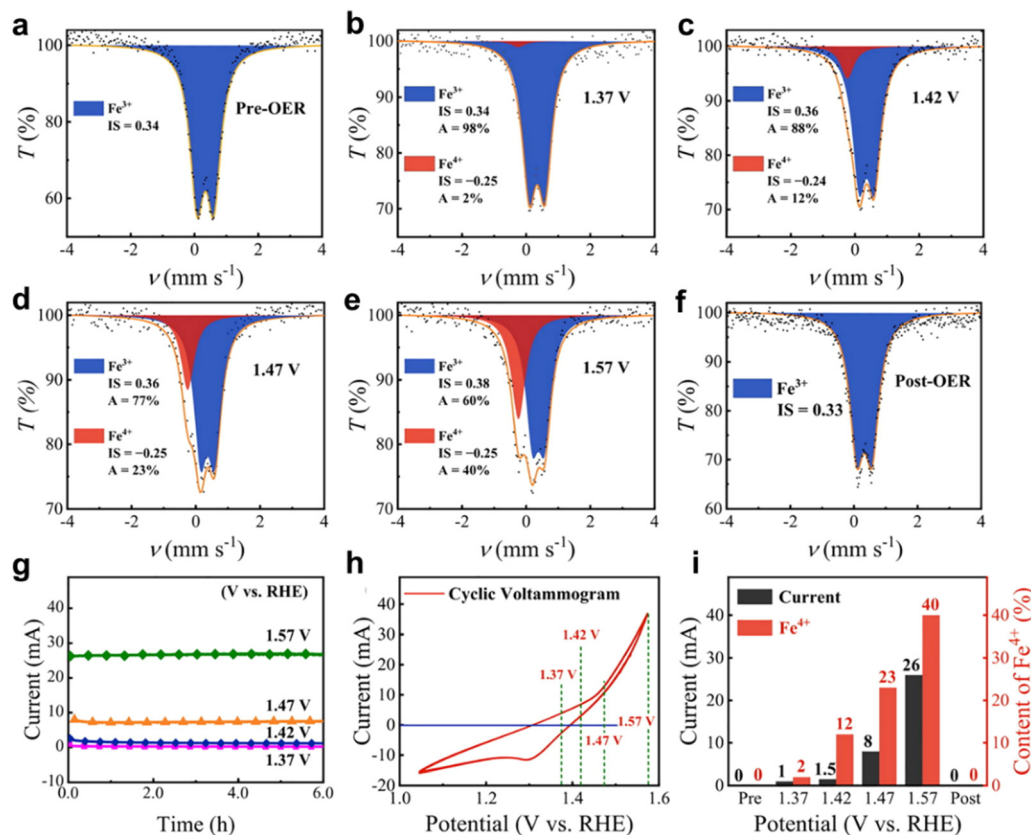 a
100
80
60
T (%)
Fe³⁺
IS = 0.34
Pre-OER
-4 -2 0 2 4
ν (mm s⁻¹)
b
100
90
80
70
T (%)
Fe³⁺
IS = 0.34
A = 98%
Fe⁴⁺
IS = −0.25
A = 2%
1.37 V
-4 -2 0 2 4
ν (mm s⁻¹)
c
100
90
80
70
T (%)
Fe³⁺
IS = 0.36
A = 88%
Fe⁴⁺
IS = −0.24
A = 12%
1.42 V
-4 -2 0 2 4
ν (mm s⁻¹)
d
100
90
80
70
T (%)
Fe³⁺
IS = 0.36
A = 77%
Fe⁴⁺
IS = −0.25
A = 23%
1.47 V
-4 -2 0 2 4
ν (mm s⁻¹)
e
100
90
80
70
T (%)
Fe³⁺
IS = 0.38
A = 60%
Fe⁴⁺
IS = −0.25
A = 40%
1.57 V
-4 -2 0 2 4
ν (mm s⁻¹)
f
100
90
80
70
60
T (%)
Fe³⁺
IS = 0.33
Post-OER
-4 -2 0 2 4
ν (mm s⁻¹)
g
50
40
30
20
10
0
-10
Current (mA)
(V vs. RHE)
1.57 V
1.47 V
1.42 V
1.37 V
0.0 2.0 4.0 6.0
Time (h)
h
40
30
20
10
0
-10
-20
Current (mA)
Cyclic Voltammogram
1.42 V
1.37 V
1.57 V
1.47 V
1.0 1.2 1.4 1.6
Potential (V vs. RHE)
i
40
30
20
10
0
Current (mA)
Current
Fe⁴⁺
0 0 1 2 1.5 12 8 23 26 40 0 0
Pre 1.37 1.42 1.47 1.57 Post
Potential (V vs. RHE)
40
30
20
10
0
Content of Fe⁴⁺ (%)